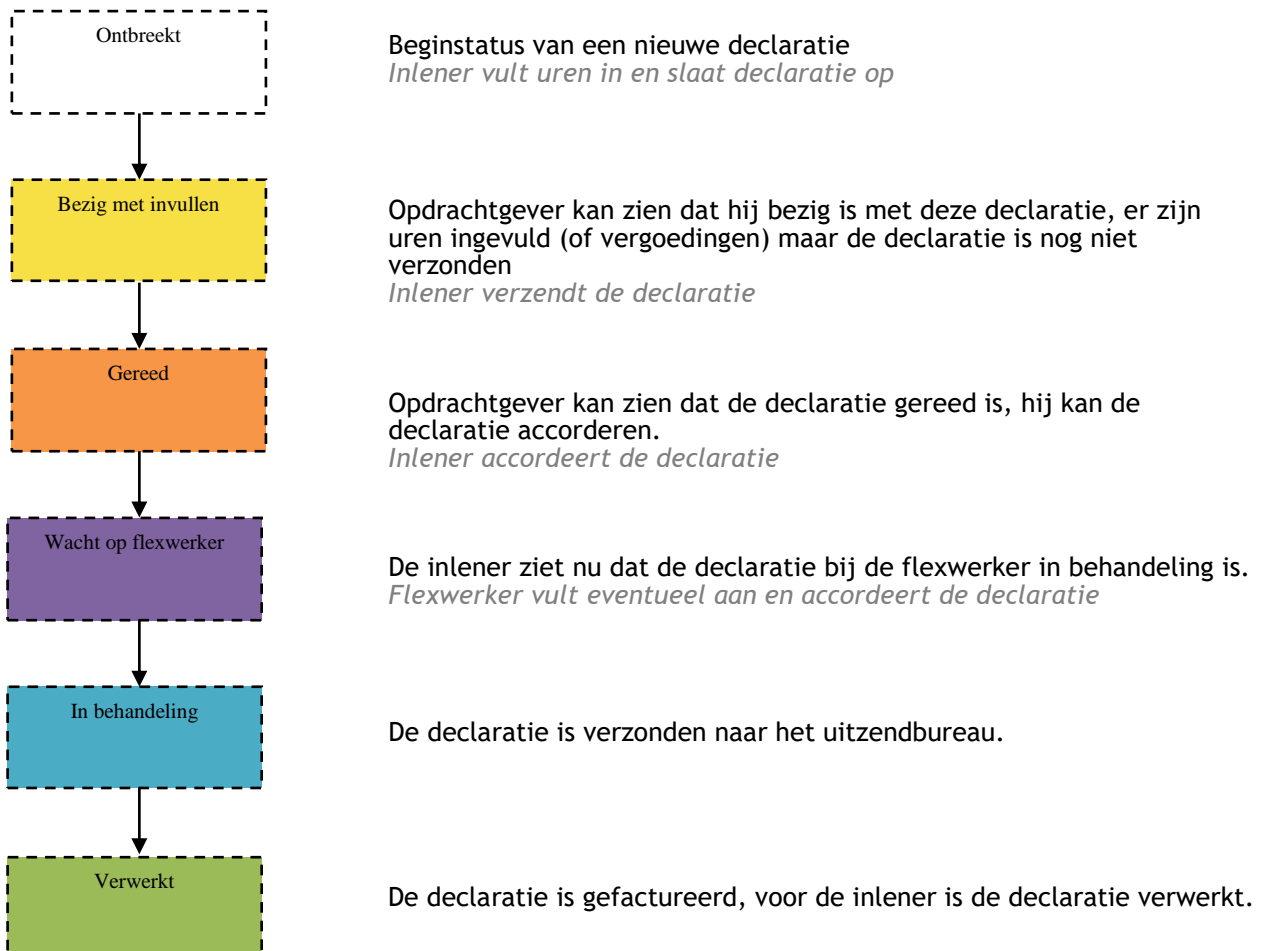 Ontbreekt
Beginstatus van een nieuwe declaratie
Inlener vult uren in en slaat declaratie op
Bezig met invullen
Opdrachtgever kan zien dat hij bezig is met deze declaratie, er zijn
uren ingevuld (of vergoedingen) maar de declaratie is nog niet
verzonden
Inlener verzendt de declaratie
Gereed
Opdrachtgever kan zien dat de declaratie gereed is, hij kan de
declaratie accorderen.
Inlener accordeert de declaratie
Wacht op flexwerker
De inlener ziet nu dat de declaratie bij de flexwerker in behandeling is.
Flexwerker vult eventueel aan en accordeert de declaratie
In behandeling
De declaratie is verzonden naar het uitzendbureau.
Verwerkt
De declaratie is gefactureerd, voor de inlener is de declaratie verwerkt.